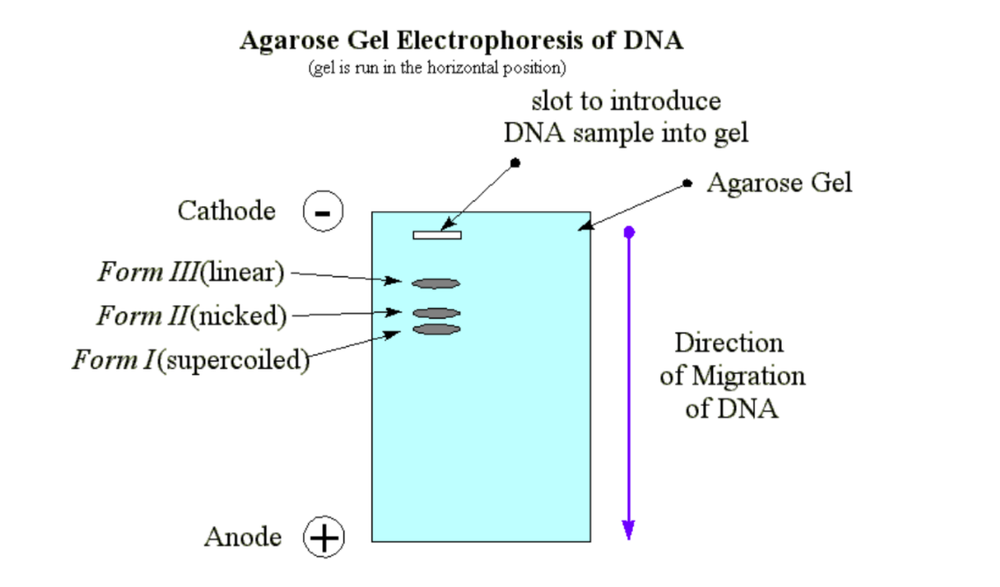 Agarose Gel Electrophoresis of DNA
(gel is run in the horizontal position)
slot to introduce
DNA sample into gel
Agarose Gel
Cathode -
Form III(linear)
Form II(nicked)
Form I(supercoiled)
Direction
of Migration
of DNA
Anode +